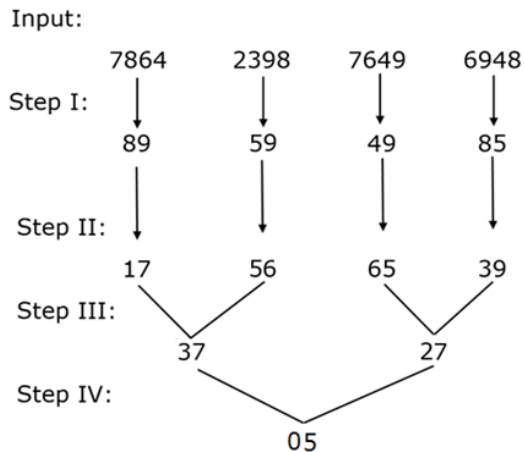 Input:
7864 2398 7649 6948
Step I:
89 59 49 85
Step II:
17 56 65 39
Step III:
37 27
Step IV:
05